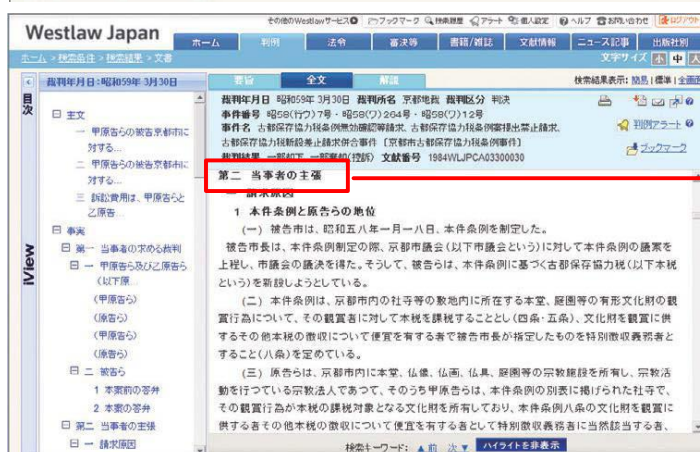 その他のWestlawサービス ブックマーク 検索履歴 アラート 個人設定 ヘルプ お問い合わせ ログアウト
Westlaw Japan
ホーム 判例 法令 審決等 書籍/雑誌 文献情報 ニュース記事 出版社別
ホーム > 検索条件 > 検索結果 > 文書
文字サイズ 小 中 大
裁判年月日:昭和59年 3月30日
要旨 全文 解説
検索結果表示: 簡易 | 標準 | 全画面
目次
iView
主文
一 甲原告らの被告京都市に
対する...
二 甲原告らの被告京都市に
対する...
三 訴訟費用は、甲原告らと
乙原告...
事実
第一 当事者の求める裁判
一 甲原告ら及び乙原告ら
(以下原...
(甲原告ら)
(原告ら)
(甲原告ら)
(原告ら)
二 被告ら
1 本案前の答弁
2 本案の答弁
第二 当事者の主張
一 請求原因
裁判年月日 昭和59年 3月30日 裁判所名 京都地裁 裁判区分 判決
事件番号 昭58(行ウ)7号・昭58(ワ)264号・昭58(ワ)12号
事件名 古都保存協力税条例無効確認等請求、古都保存協力税条例案提出禁止請求、
古都保存協力税新設差止請求併合事件 〔京都市古都保存協力税条例事件〕
裁判結果 一部却下、一部棄却(控訴) 文献番号 1984WLJPCA03300030
判例アラート
ブックマーク
第二 当事者の主張
一 請求原因
1 本件条例と原告らの地位
(一) 被告市は、昭和五八年一月一八日、本件条例を制定した。
被告市長は、本件条例制定の際、京都市議会(以下市議会という)に対して本件条例の議案を
上程し、市議会の議決を得た。そうして、被告らは、本件条例に基づく古都保存協力税(以下本税
という)を新設しようとしている。
(二) 本件条例は、京都市内の社寺等の敷地内に所在する本堂、庭園等の有形文化財の観
賞行為について、その観賞者に対して本税を課税することとし(四条・五条)、文化財を観賞に供
するその他本税の徴収について便宜を有する者で被告市長が指定したものを特別徴収義務者と
すること(八条)を定めている。
(三) 原告らは、京都市内に本堂、仏像、仏画、仏具、庭園等の宗教施設を所有し、宗教活
動を行つている宗教法人であつて、そのうち甲原告らは、本件条例の別表に掲げられた社寺で、
その観賞行為が本税の課税対象となる文化財を所有しており、本件条例八条の文化財を観賞に
供する者その他本税の徴収について便宜を有する者として特別徴収義務者に当然該当する者、
検索キーワード: 前 次 ハイライトを非表示